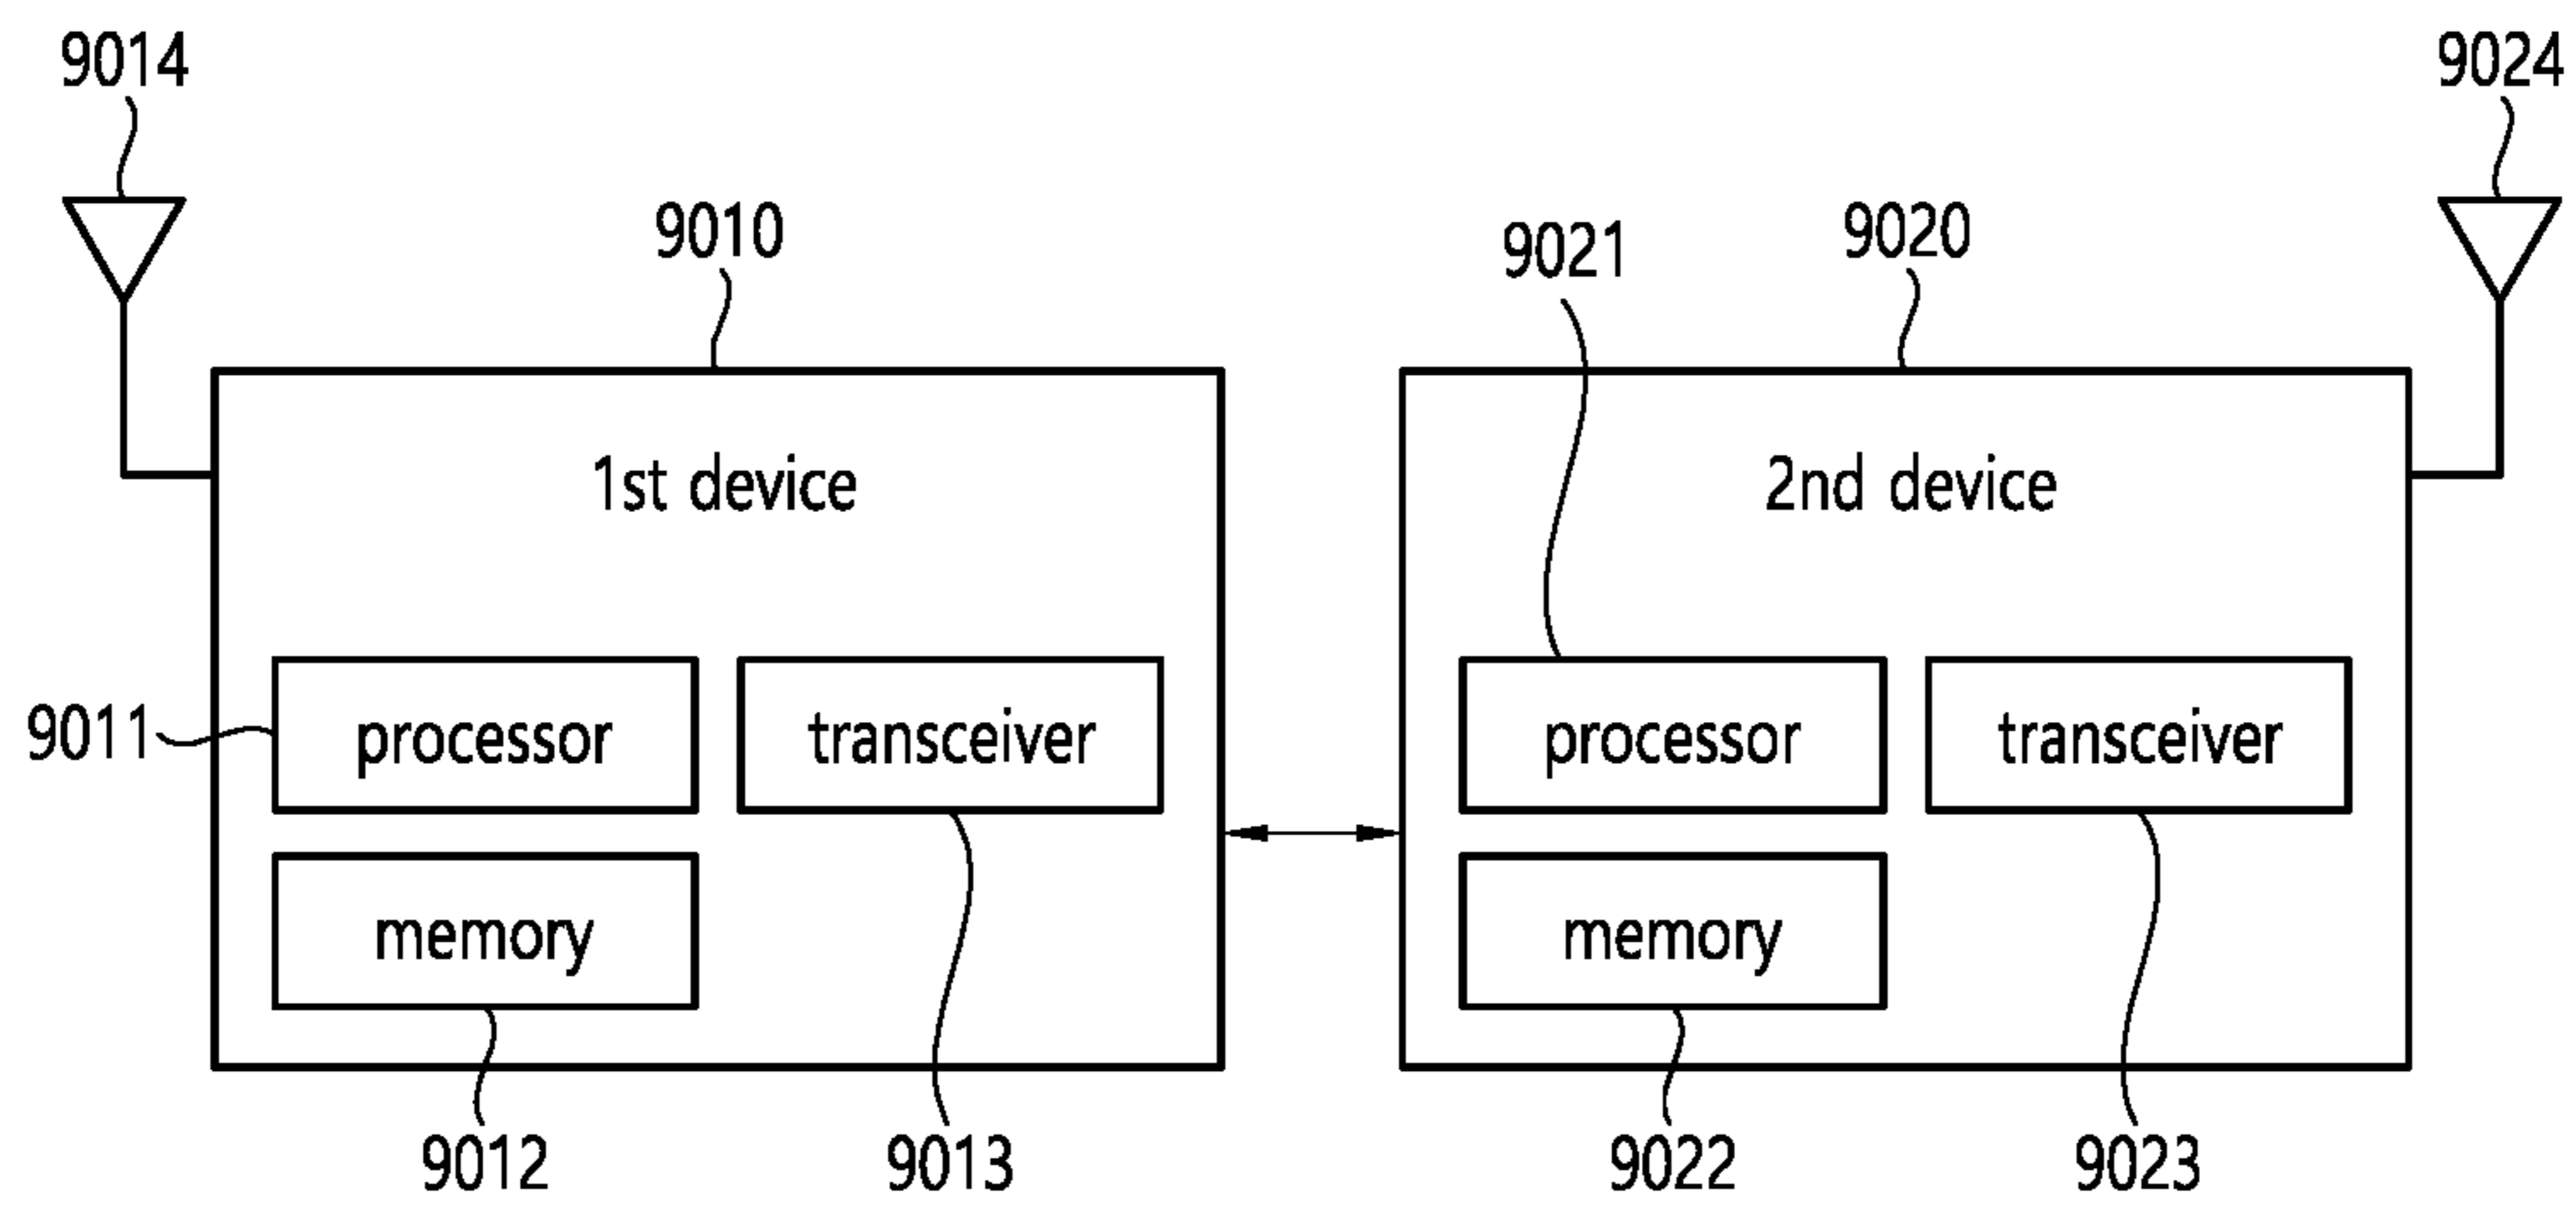 9014
9024
9010
9020
9021
1st device
2nd device
9011
processor
transceiver
processor
transceiver
memory
memory
9012
9013
9022
9023